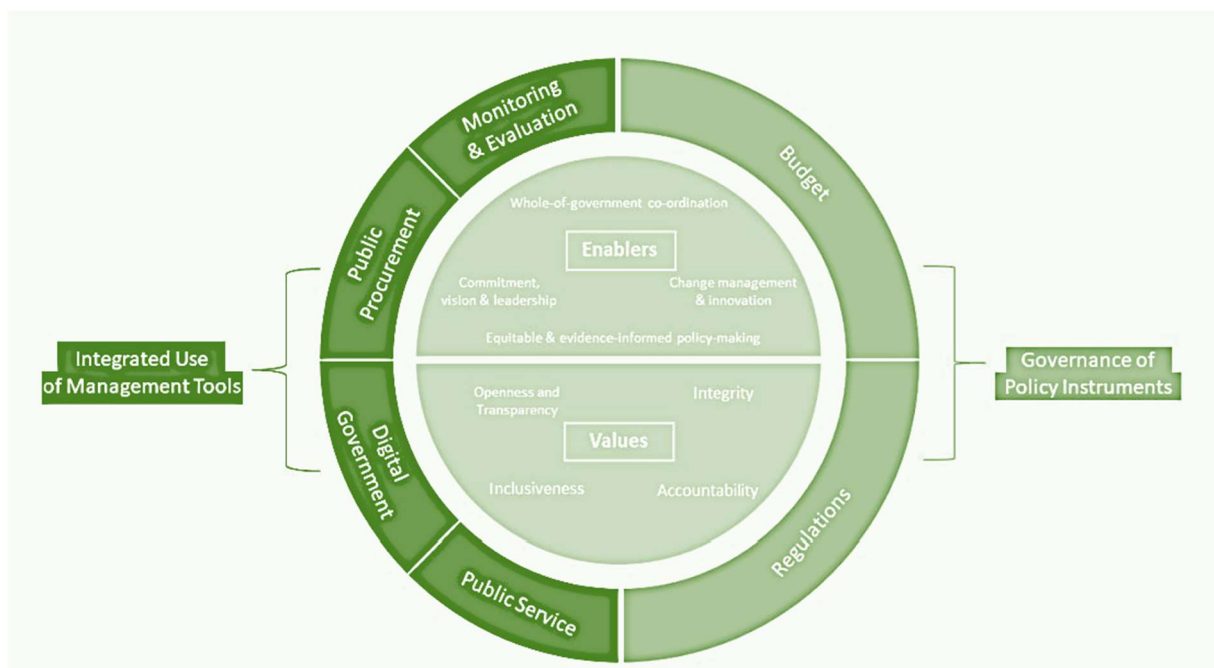 Monitoring
& Evaluation
Budget
Public
Procurement
Whole-of-government co-ordination
Enablers
Commitment,
vision & leadership
Change management
& innovation
Equitable & evidence-informed policy-making
Integrated Use
of Management Tools
Governance of
Policy Instruments
Openness and
Transparency
Integrity
Values
Inclusiveness
Accountability
Digital
Government
Public Service
Regulations